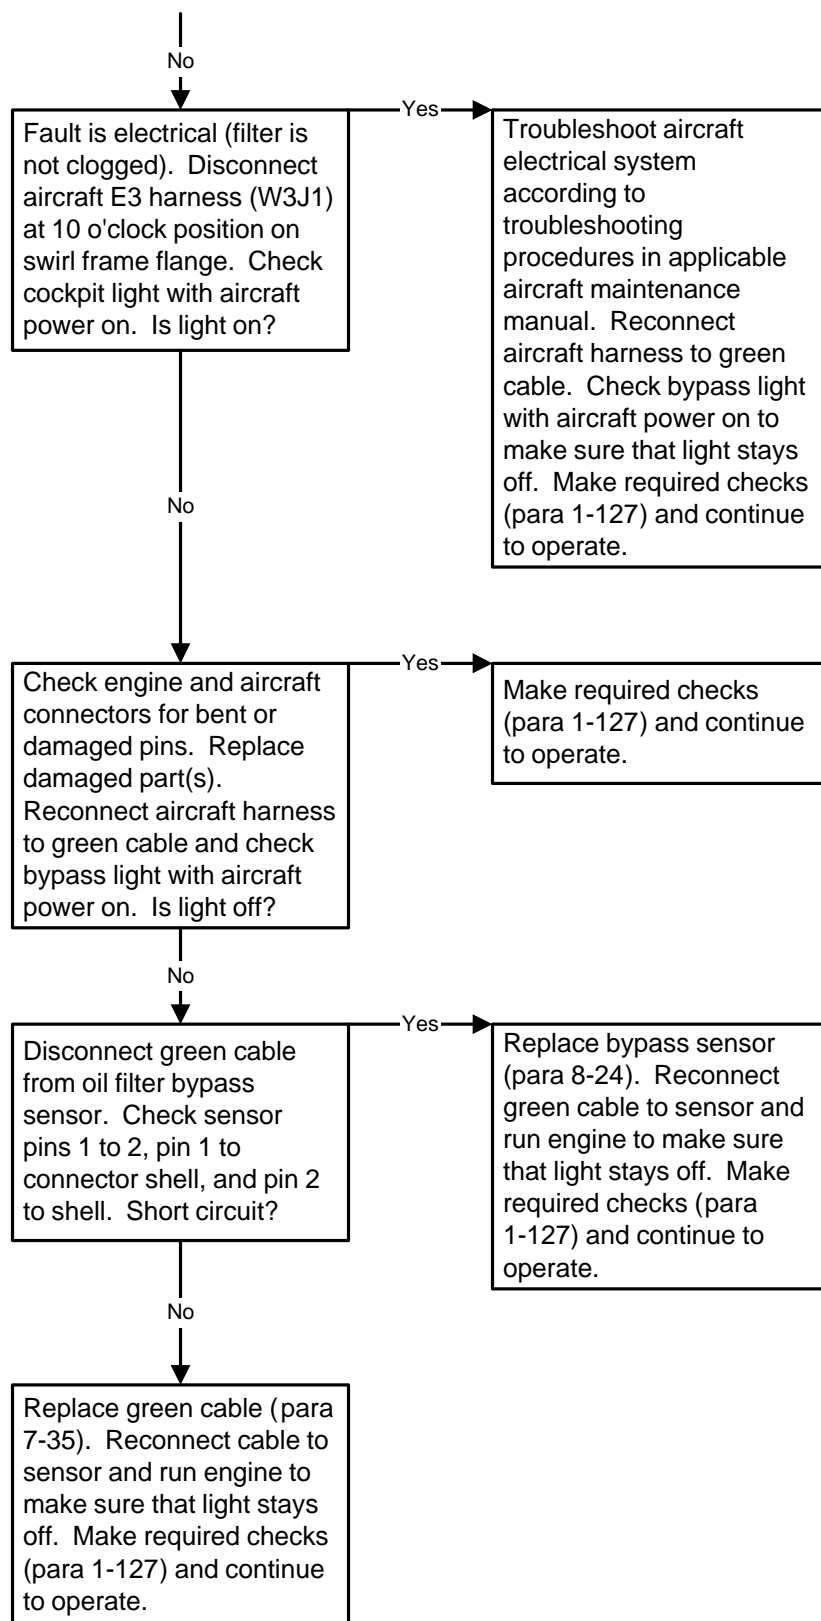 No
Fault is electrical (filter is
not clogged).  Disconnect
aircraft E3 harness (W3J1)
at 10 o'clock position on
swirl frame flange.  Check
cockpit light with aircraft
power on.  Is light on?
Yes
Troubleshoot aircraft
electrical system
according to
troubleshooting
procedures in applicable
aircraft maintenance
manual.  Reconnect
aircraft harness to green
cable.  Check bypass light
with aircraft power on to
make sure that light stays
off.  Make required checks
(para 1-127) and continue
to operate.
No
Check engine and aircraft
connectors for bent or
damaged pins.  Replace
damaged part(s).
Reconnect aircraft harness
to green cable and check
bypass light with aircraft
power on.  Is light off?
Yes
Make required checks
(para 1-127) and continue
to operate.
No
Disconnect green cable
from oil filter bypass
sensor.  Check sensor
pins 1 to 2, pin 1 to
connector shell, and pin 2
to shell.  Short circuit?
Yes
Replace bypass sensor
(para 8-24).  Reconnect
green cable to sensor and
run engine to make sure
that light stays off.  Make
required checks (para
1-127) and continue to
operate.
No
Replace green cable (para
7-35).  Reconnect cable to
sensor and run engine to
make sure that light stays
off.  Make required checks
(para 1-127) and continue
to operate.